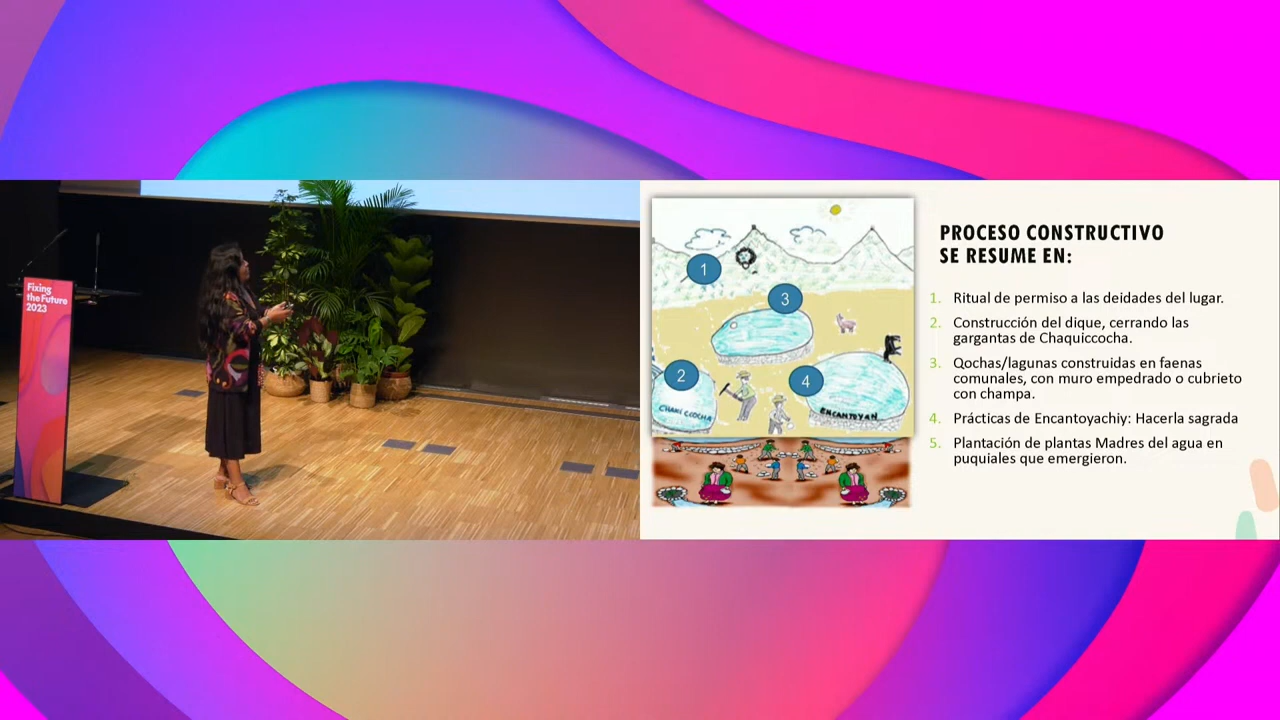 Fixing
the Future
2023
1
3
2
4
CHAKI CCOCHA
ENCANTOYAN
PROCESO CONSTRUCTIVO
SE RESUME EN:
1. Ritual de permiso a las deidades del lugar.
2. Construcción del dique, cerrando las
gargantas de Chaquiccocha.
3. Qochas/lagunas construidas en faenas
comunales, con muro empedrado o cubrieto
con champa.
4. Prácticas de Encantoyachiy: Hacerla sagrada
5. Plantación de plantas Madres del agua en
puquiales que emergieron.